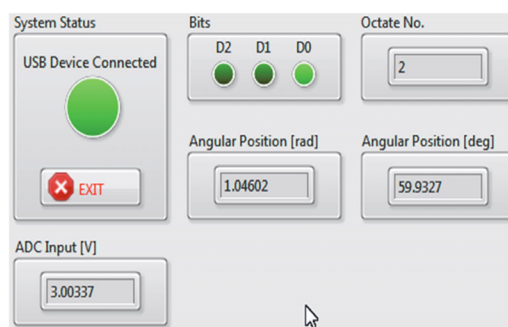 System Status
USB Device Connected
EXIT
Bits
D2 D1 D0
Octate No.
2
Angular Position [rad]
1.04602
Angular Position [deg]
59.9327
ADC Input [V]
3.00337